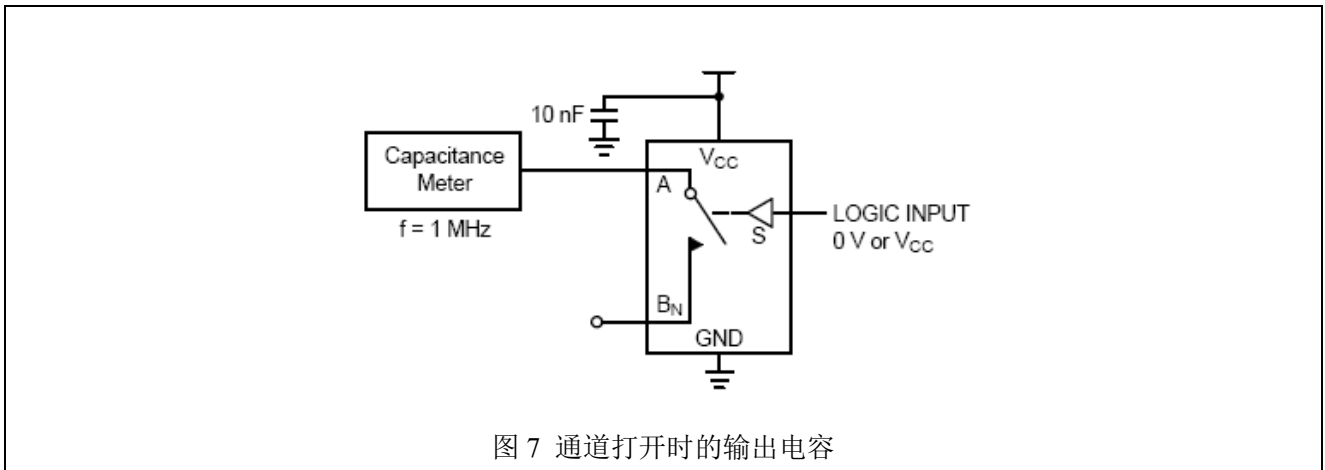 10 nF
Capacitance
Meter
f = 1 MHz
VCC
A
S
LOGIC INPUT
0 V or VCC
BN
GND
图 7 通道打开时的输出电容